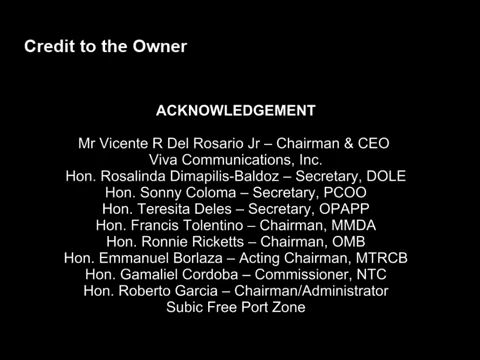 Credit to the Owner
ACKNOWLEDGEMENT
Mr Vicente R Del Rosario Jr – Chairman & CEO
Viva Communications, Inc.
Hon. Rosalinda Dimapilis-Baldoz – Secretary, DOLE
Hon. Sonny Coloma – Secretary, PCOO
Hon. Teresita Deles – Secretary, OPAPP
Hon. Francis Tolentino – Chairman, MMDA
Hon. Ronnie Ricketts – Chairman, OMB
Hon. Emmanuel Borlaza – Acting Chairman, MTRCB
Hon. Gamaliel Cordoba – Commissioner, NTC
Hon. Roberto Garcia – Chairman/Administrator
Subic Free Port Zone